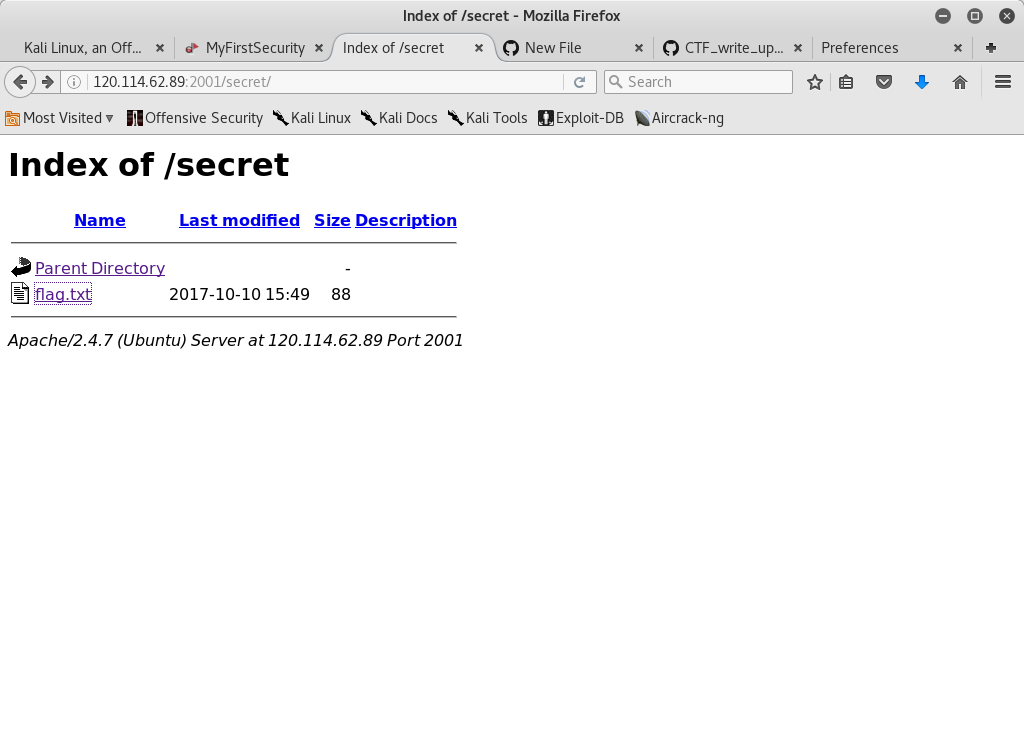 Index of /secret - Mozilla Firefox
Kali Linux, an Off... MyFirstSecurity Index of /secret New File CTF_write_up... Preferences
120.114.62.89:2001/secret/ Search
Most Visited Offensive Security Kali Linux Kali Docs Kali Tools Exploit-DB Aircrack-ng
Index of /secret
Name Last modified Size Description
Parent Directory -
flag.txt 2017-10-10 15:49 88
Apache/2.4.7 (Ubuntu) Server at 120.114.62.89 Port 2001